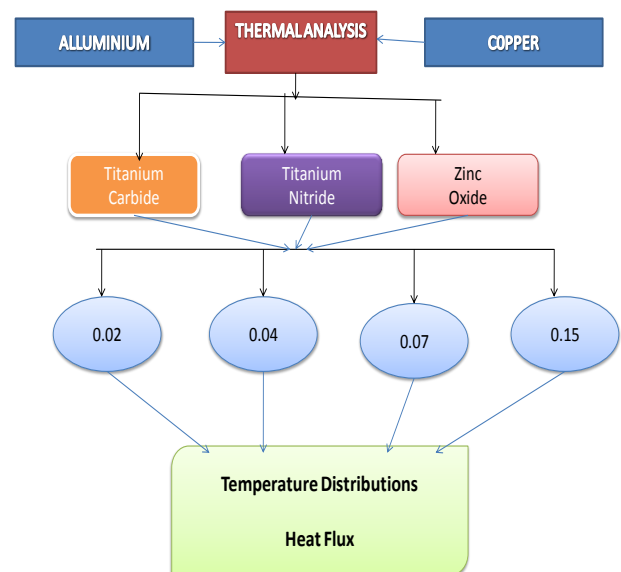 THERMAL ANALYSIS
ALLUMINIUM
C0PPER
Titanium
Carbide
Titanium
Nitride
Zinc
Oxide
0.02
0.04
0.07
0.15
Temperature Distributions
Heat Flux